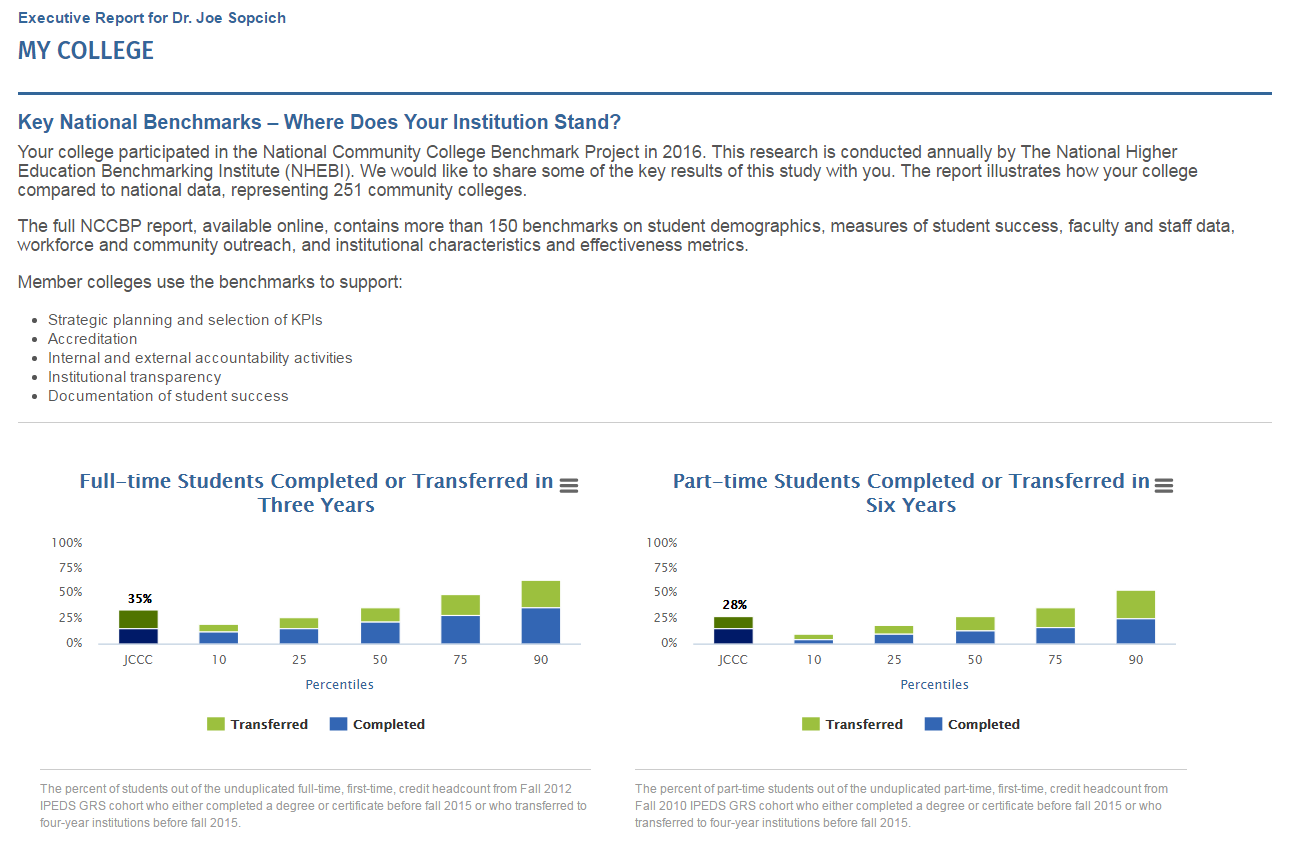 Executive Report for Dr. Joe Sopcich
MY COLLEGE
Key National Benchmarks – Where Does Your Institution Stand?
Your college participated in the National Community College Benchmark Project in 2016. This research is conducted annually by The National Higher
Education Benchmarking Institute (NHEBI). We would like to share some of the key results of this study with you. The report illustrates how your college
compared to national data, representing 251 community colleges.
The full NCCBP report, available online, contains more than 150 benchmarks on student demographics, measures of student success, faculty and staff data,
workforce and community outreach, and institutional characteristics and effectiveness metrics.
Member colleges use the benchmarks to support:
• Strategic planning and selection of KPIs
• Accreditation
• Internal and external accountability activities
• Institutional transparency
• Documentation of student success
Full-time Students Completed or Transferred in
Three Years
100%
75%
50%
25%
0%
35%
JCCC 10 25 50 75 90
Percentiles
Transferred Completed
The percent of students out of the unduplicated full-time, first-time, credit headcount from Fall 2012
IPEDS GRS cohort who either completed a degree or certificate before fall 2015 or who transferred to
four-year institutions before fall 2015.
Part-time Students Completed or Transferred in
Six Years
100%
75%
50%
25%
0%
28%
JCCC 10 25 50 75 90
Percentiles
Transferred Completed
The percent of part-time students out of the unduplicated part-time, first-time, credit headcount from
Fall 2010 IPEDS GRS cohort who either completed a degree or certificate before fall 2015 or who
transferred to four-year institutions before fall 2015.